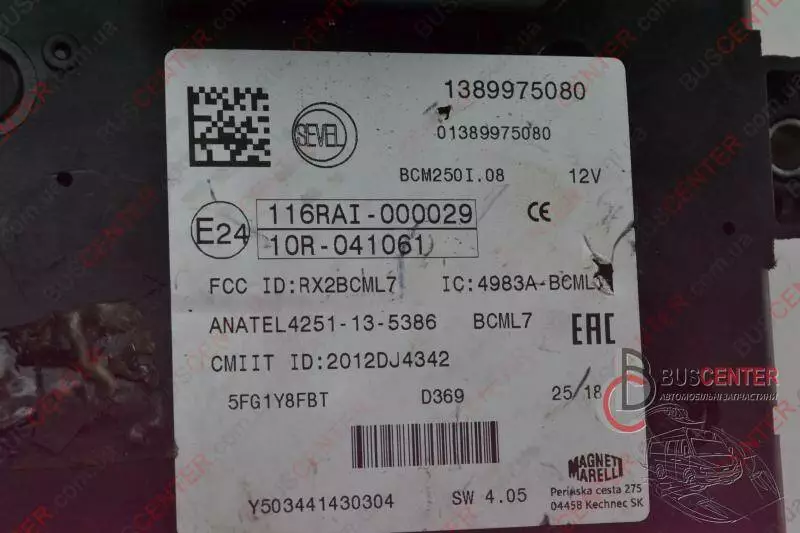 1389975080
SEVEL
01389975080
BCM250I.08 12V
E24
116RAI-000029
10R-041061
CE
FCC ID:RX2BCML7 IC:4983A-BCML
ANATEL4251-13-5386 BCML7
EAC
CMIIT ID:2012DJ4342
5FG1Y8FBT D369 25/18
BUSCENTER
АВТОМОБІЛЬНІ ЗАПЧАСТИНИ
MAGNETI
MARELLI
Perinska cesta 275
04458 Kechnec SK
Y503441430304 SW 4.05